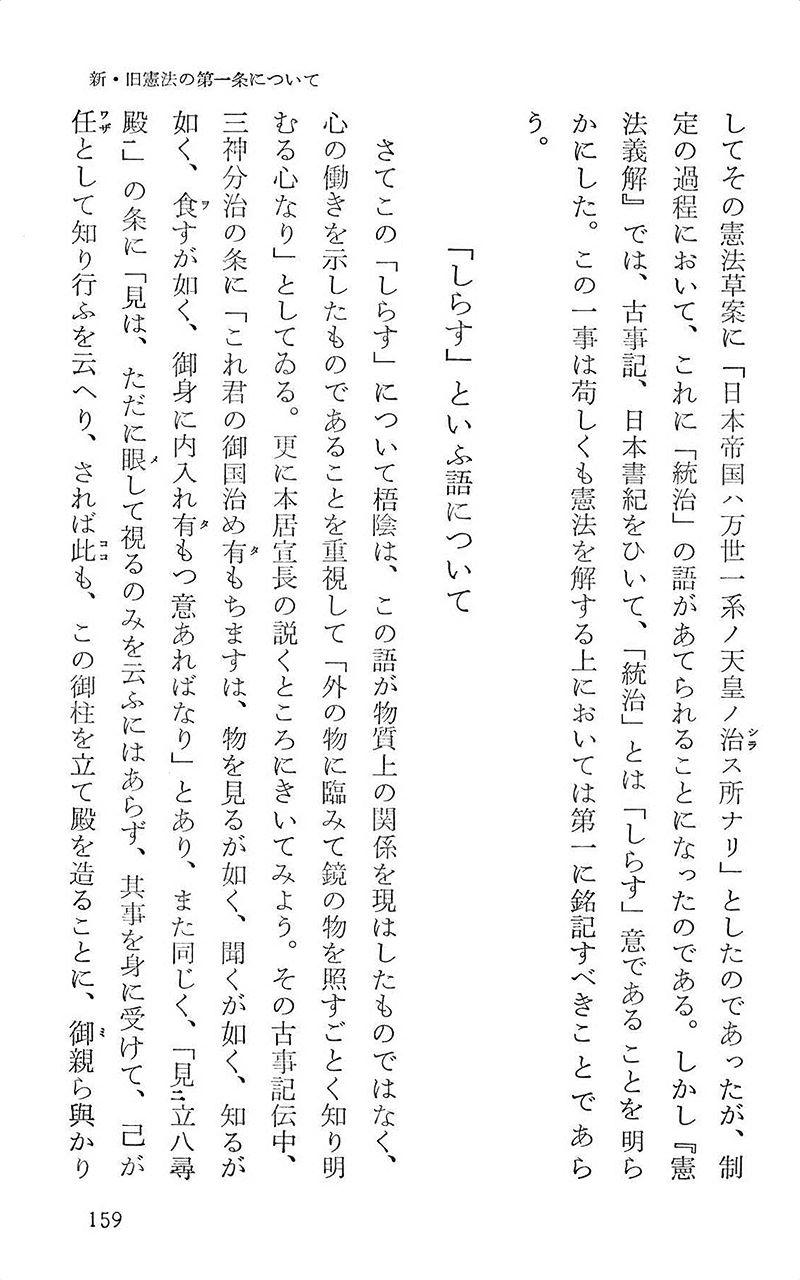 新・旧憲法の第一条について
してその憲法草案に「日本帝国ハ万世一系ノ天皇ノ治ス所ナリ」としたのであったが、制
シラ
定の過程において、これに「統治」の語があてられることになったのである。しかし『憲
法義解』では、古事記、日本書紀をひいて、「統治」とは「しらす」意であることを明ら
かにした。この一事は苟しくも憲法を解する上においては第一に銘記すべきことであら
う。
「しらす」といふ語について
さてこの「しらす」について梧陰は、この語が物質上の関係を現はしたものではなく、
心の働きを示したものであることを重視して「外の物に臨みて鏡の物を照すごとく知り明
むる心なり」としてゐる。更に本居宣長の説くところにきいてみよう。その古事記伝中、
三神分治の条に「これ君の御国治め有もちますは、物を見るが如く、聞くが如く、知るが
タ
如く、食すが如く、御身に内入れ有もつ意あればなり」とあり、また同じく、「見ニ立八尋
ヲ タ
殿一」の条に「見は、ただに眼して視るのみを云ふにはあらず、其事を身に受けて、己が
メ
任として知り行ふを云へり、されば此も、この御柱を立て殿を造ることに、御親ら與かり
ワザ ココ ミ
159